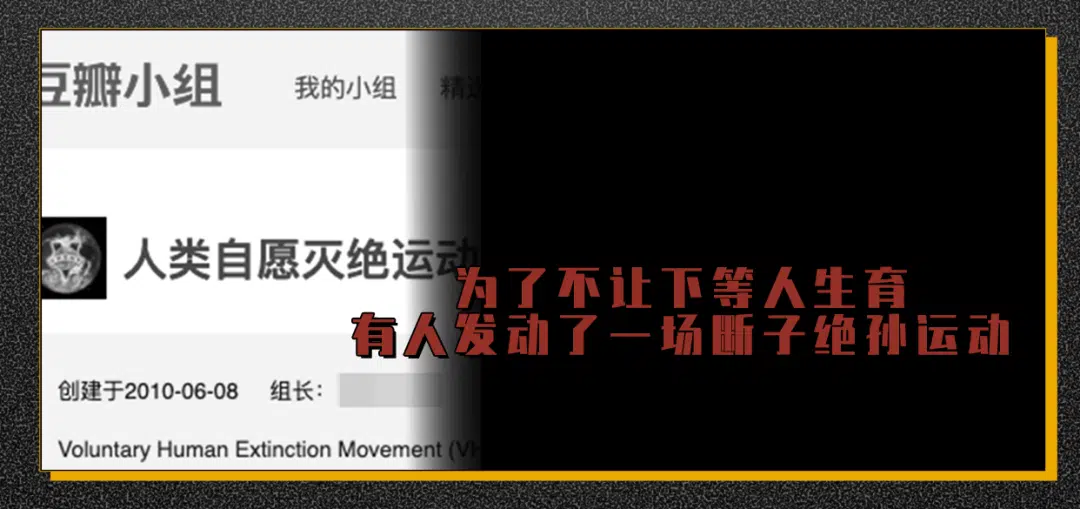 豆瓣小组
我的小组 精选
人类自愿灭绝运动
为了不让下等人生育
有人发动了一场断子绝孙运动
创建于2010-06-08 组长：
Voluntary Human Extinction Movement (VH